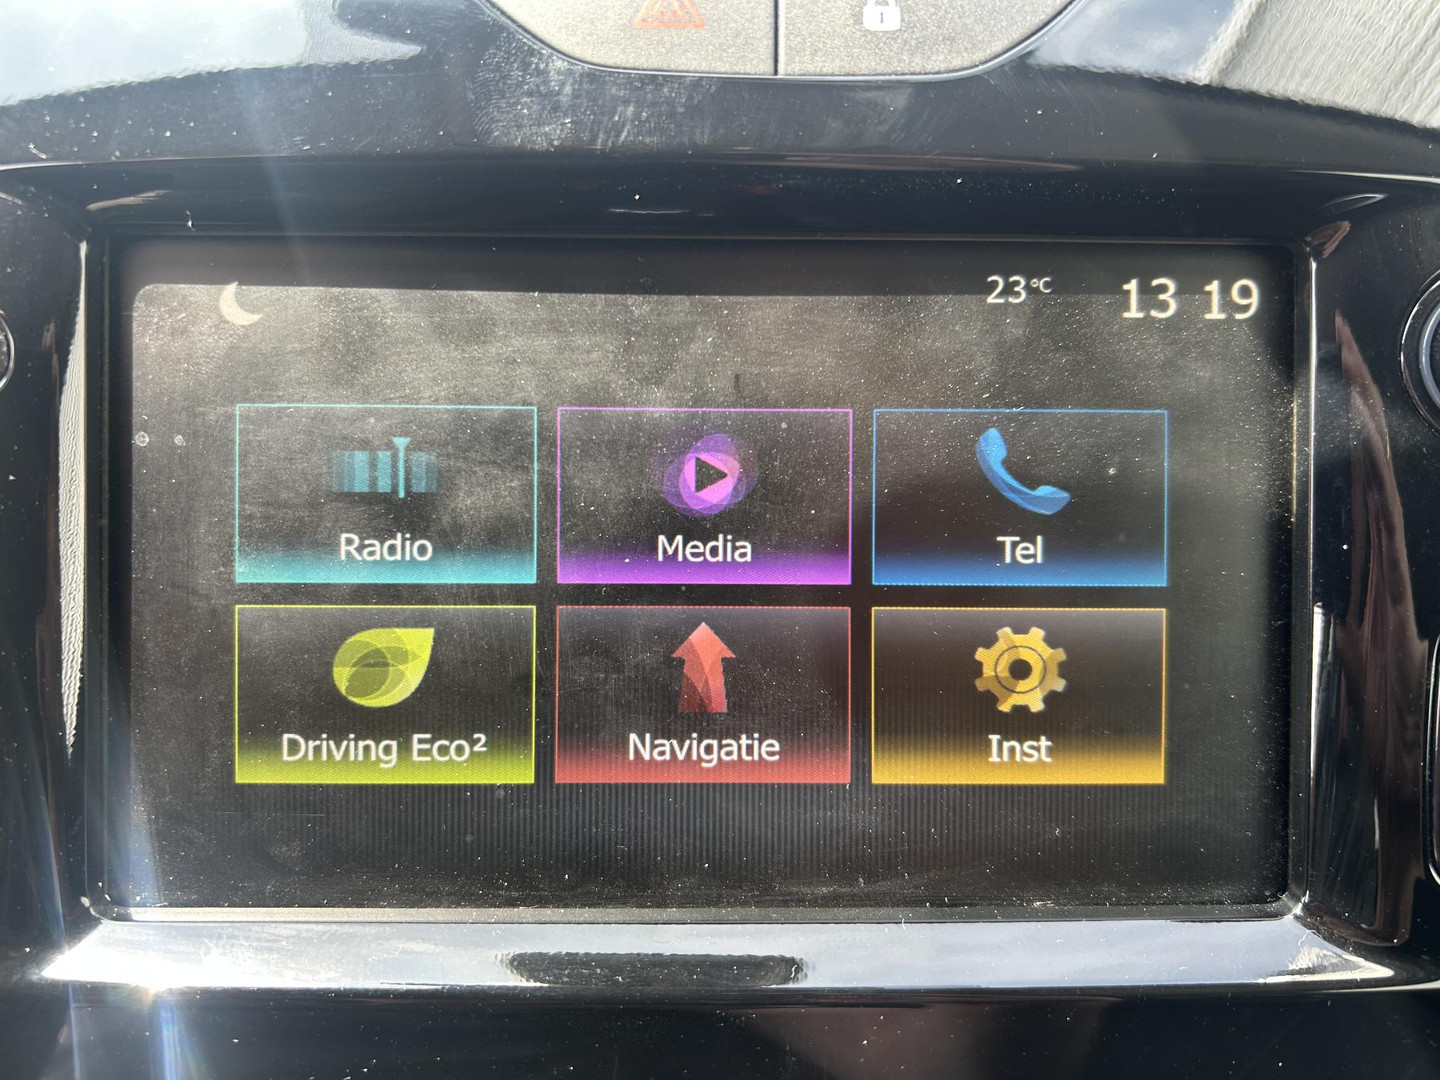 23°C 13 19
Radio
Media
Tel
Driving Eco²
Navigatie
Inst